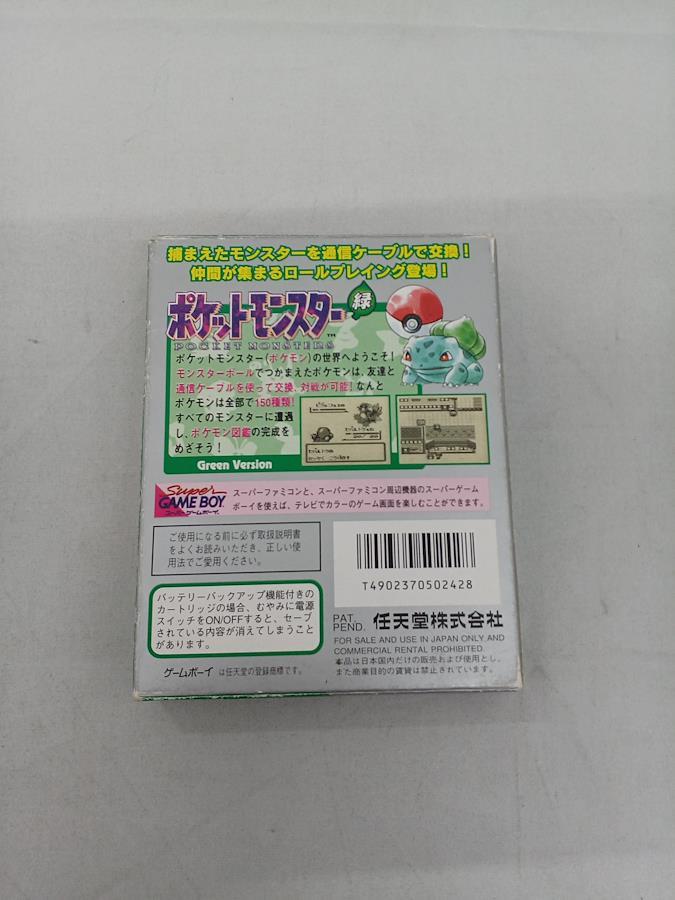 捕まえたモンスターを通信ケーブルで交換！
仲間が集まるロールプレイング登場！
ポケットモンスター 緑
POCKET MONSTERS TM
ポケットモンスター(ポケモン)の世界へようこそ！
モンスターボールでつかまえたポケモンは、友達と
通信ケーブルを使って交換、対戦が可能！なんと
ポケモンは全部で150種類！
すべてのモンスターに遭遇
し、ポケモン図鑑の完成を
めざそう！
Green Version
Super
GAME BOY
スーパーゲームボーイ
スーパーファミコンと、スーパーファミコン周辺機器のスーパーゲーム
ボーイを使えば、テレビでカラーのゲーム画面を楽しむことができます。
ご使用になる前に必ず取扱説明書
をよくお読みいただき、正しい使
用法でご愛用ください。
T4902370502428
バッテリーバックアップ機能付きの
カートリッジの場合、むやみに電源
スイッチをON/OFFすると、セーブ
されている内容が消えてしまうこと
があります。
PAT.
PEND.
任天堂株式会社
FOR SALE AND USE IN JAPAN ONLY AND
COMMERCIAL RENTAL PROHIBITED.
本品は日本国内だけの販売および使用とし、
また商業目的の賃貸は禁止されています。
ゲームボーイ は任天堂の登録商標です。